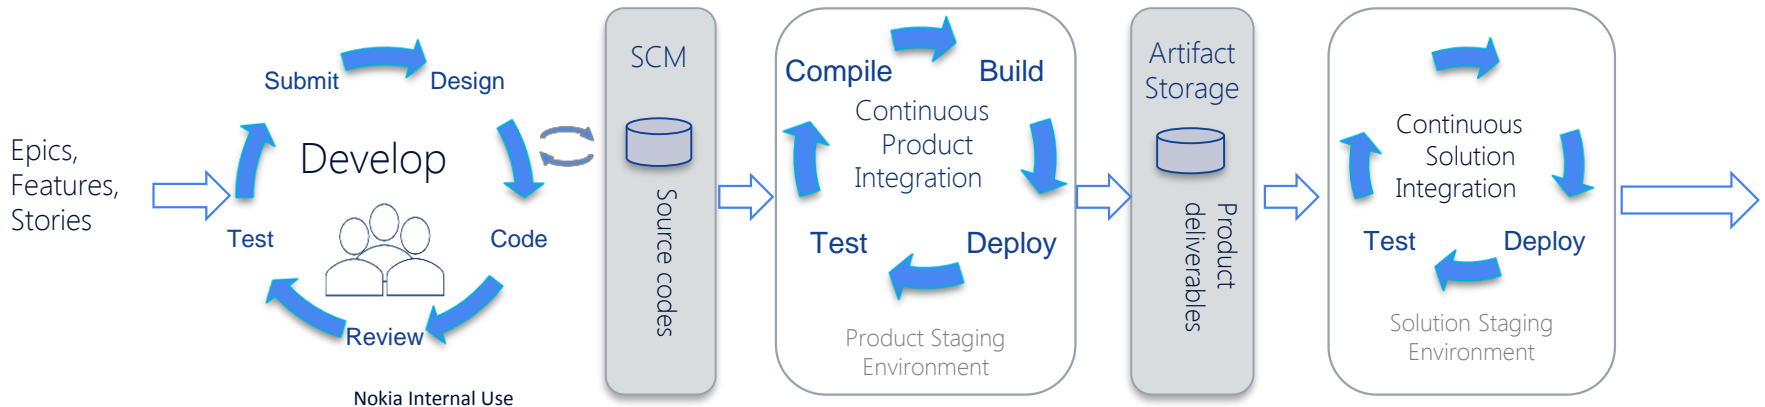 Epics,
Features,
Stories
Submit
Design
Develop
Test
Code
Review
Nokia Internal Use
SCM
Source codes
Compile
Build
Continuous
Product
Integration
Test
Deploy
Product Staging
Environment
Artifact
Storage
Product
deliverables
Continuous
Solution
Integration
Test
Deploy
Solution Staging
Environment